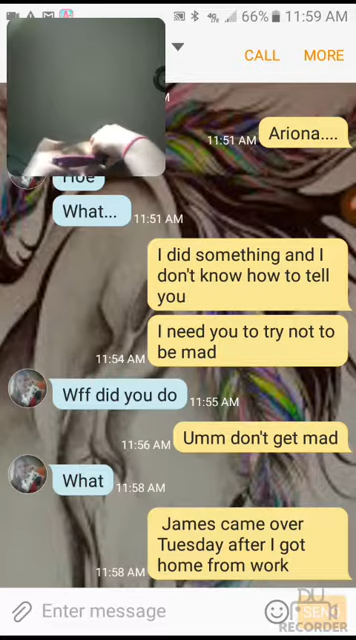 66% 11:59 AM
CALL MORE
M
11:51 AM Ariona....
Hoe
What... 11:51 AM
I did something and I
don't know how to tell
you
I need you to try not to
11:54 AM be mad
Wff did you do 11:55 AM
11:56 AM Umm don't get mad
What 11:58 AM
James came over
Tuesday after I got
11:58 AM home from work
Enter message SEND
DU
RECORDER